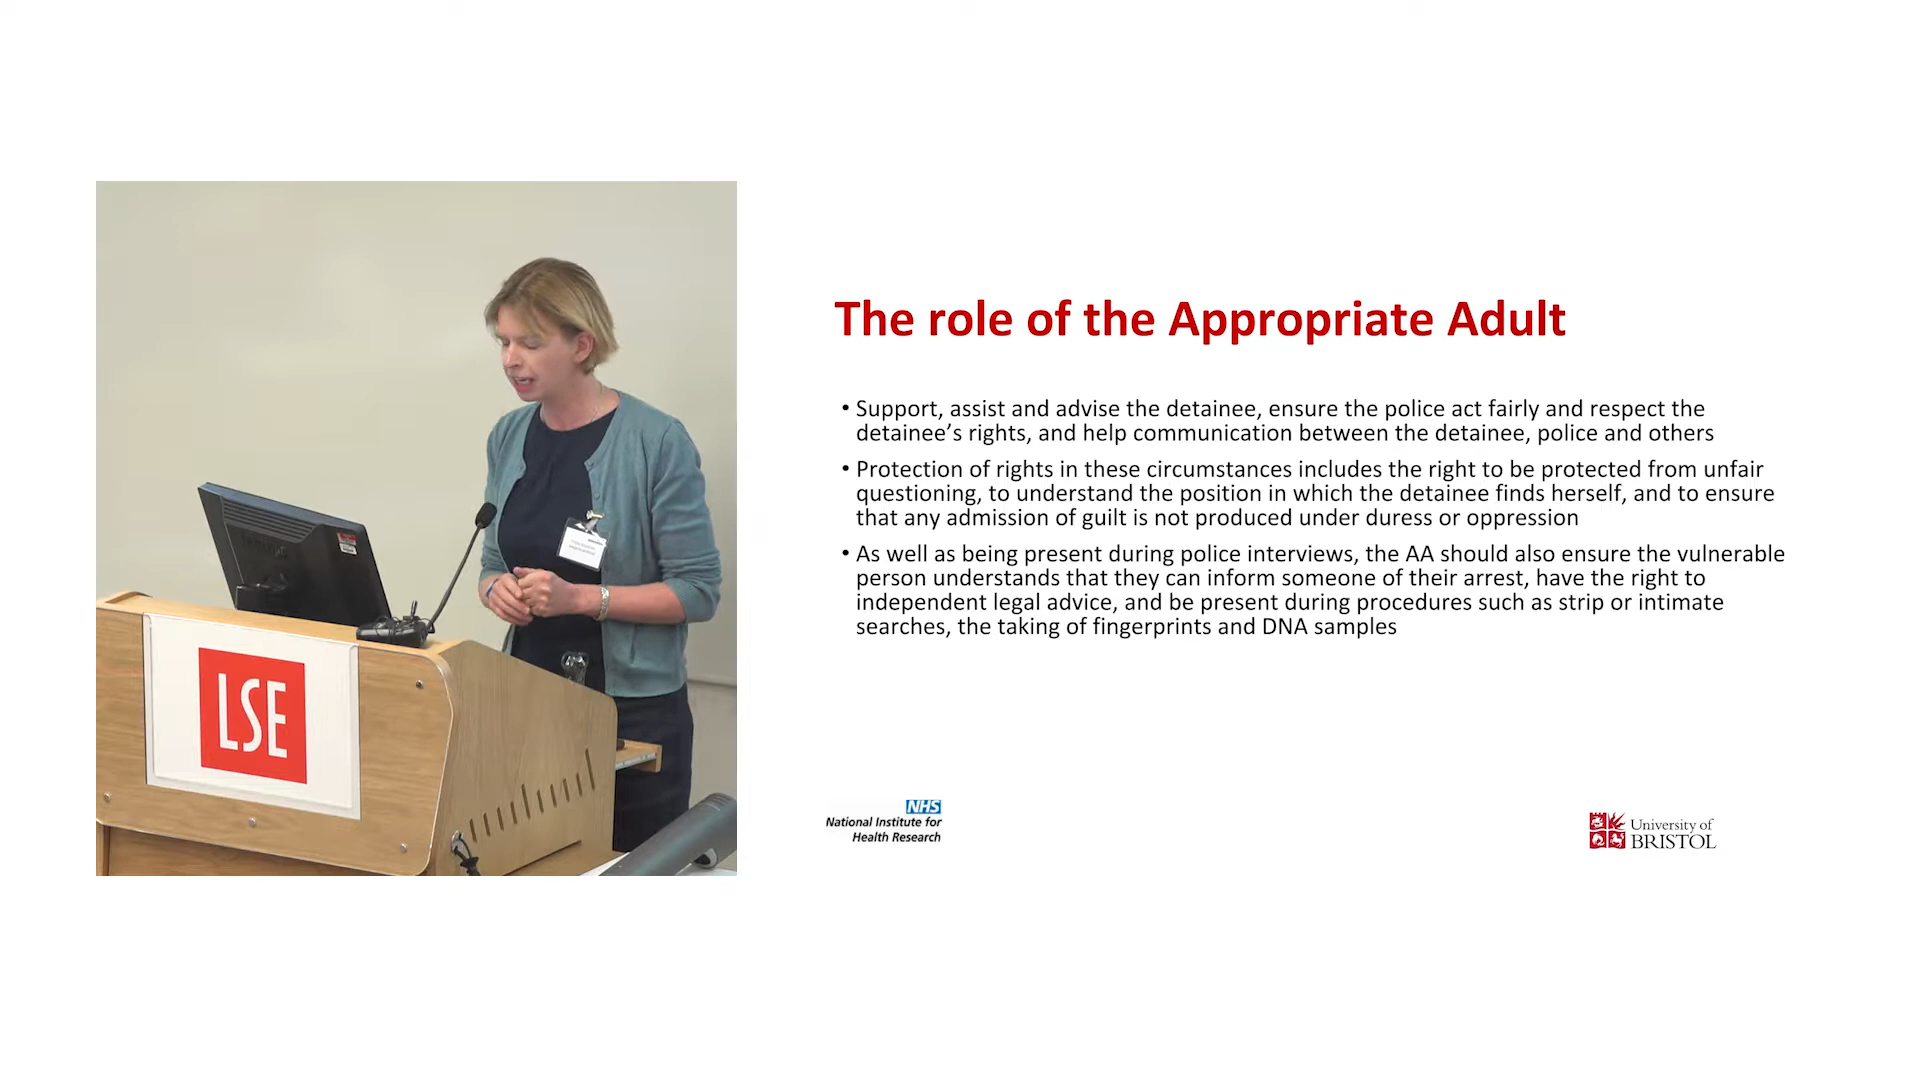 The role of the Appropriate Adult
• Support, assist and advise the detainee, ensure the police act fairly and respect the
detainee’s rights, and help communication between the detainee, police and others
• Protection of rights in these circumstances includes the right to be protected from unfair
questioning, to understand the position in which the detainee finds herself, and to ensure
that any admission of guilt is not produced under duress or oppression
• As well as being present during police interviews, the AA should also ensure the vulnerable
person understands that they can inform someone of their arrest, have the right to
independent legal advice, and be present during procedures such as strip or intimate
searches, the taking of fingerprints and DNA samples
LSE
NHS
National Institute for
Health Research
University of
BRISTOL